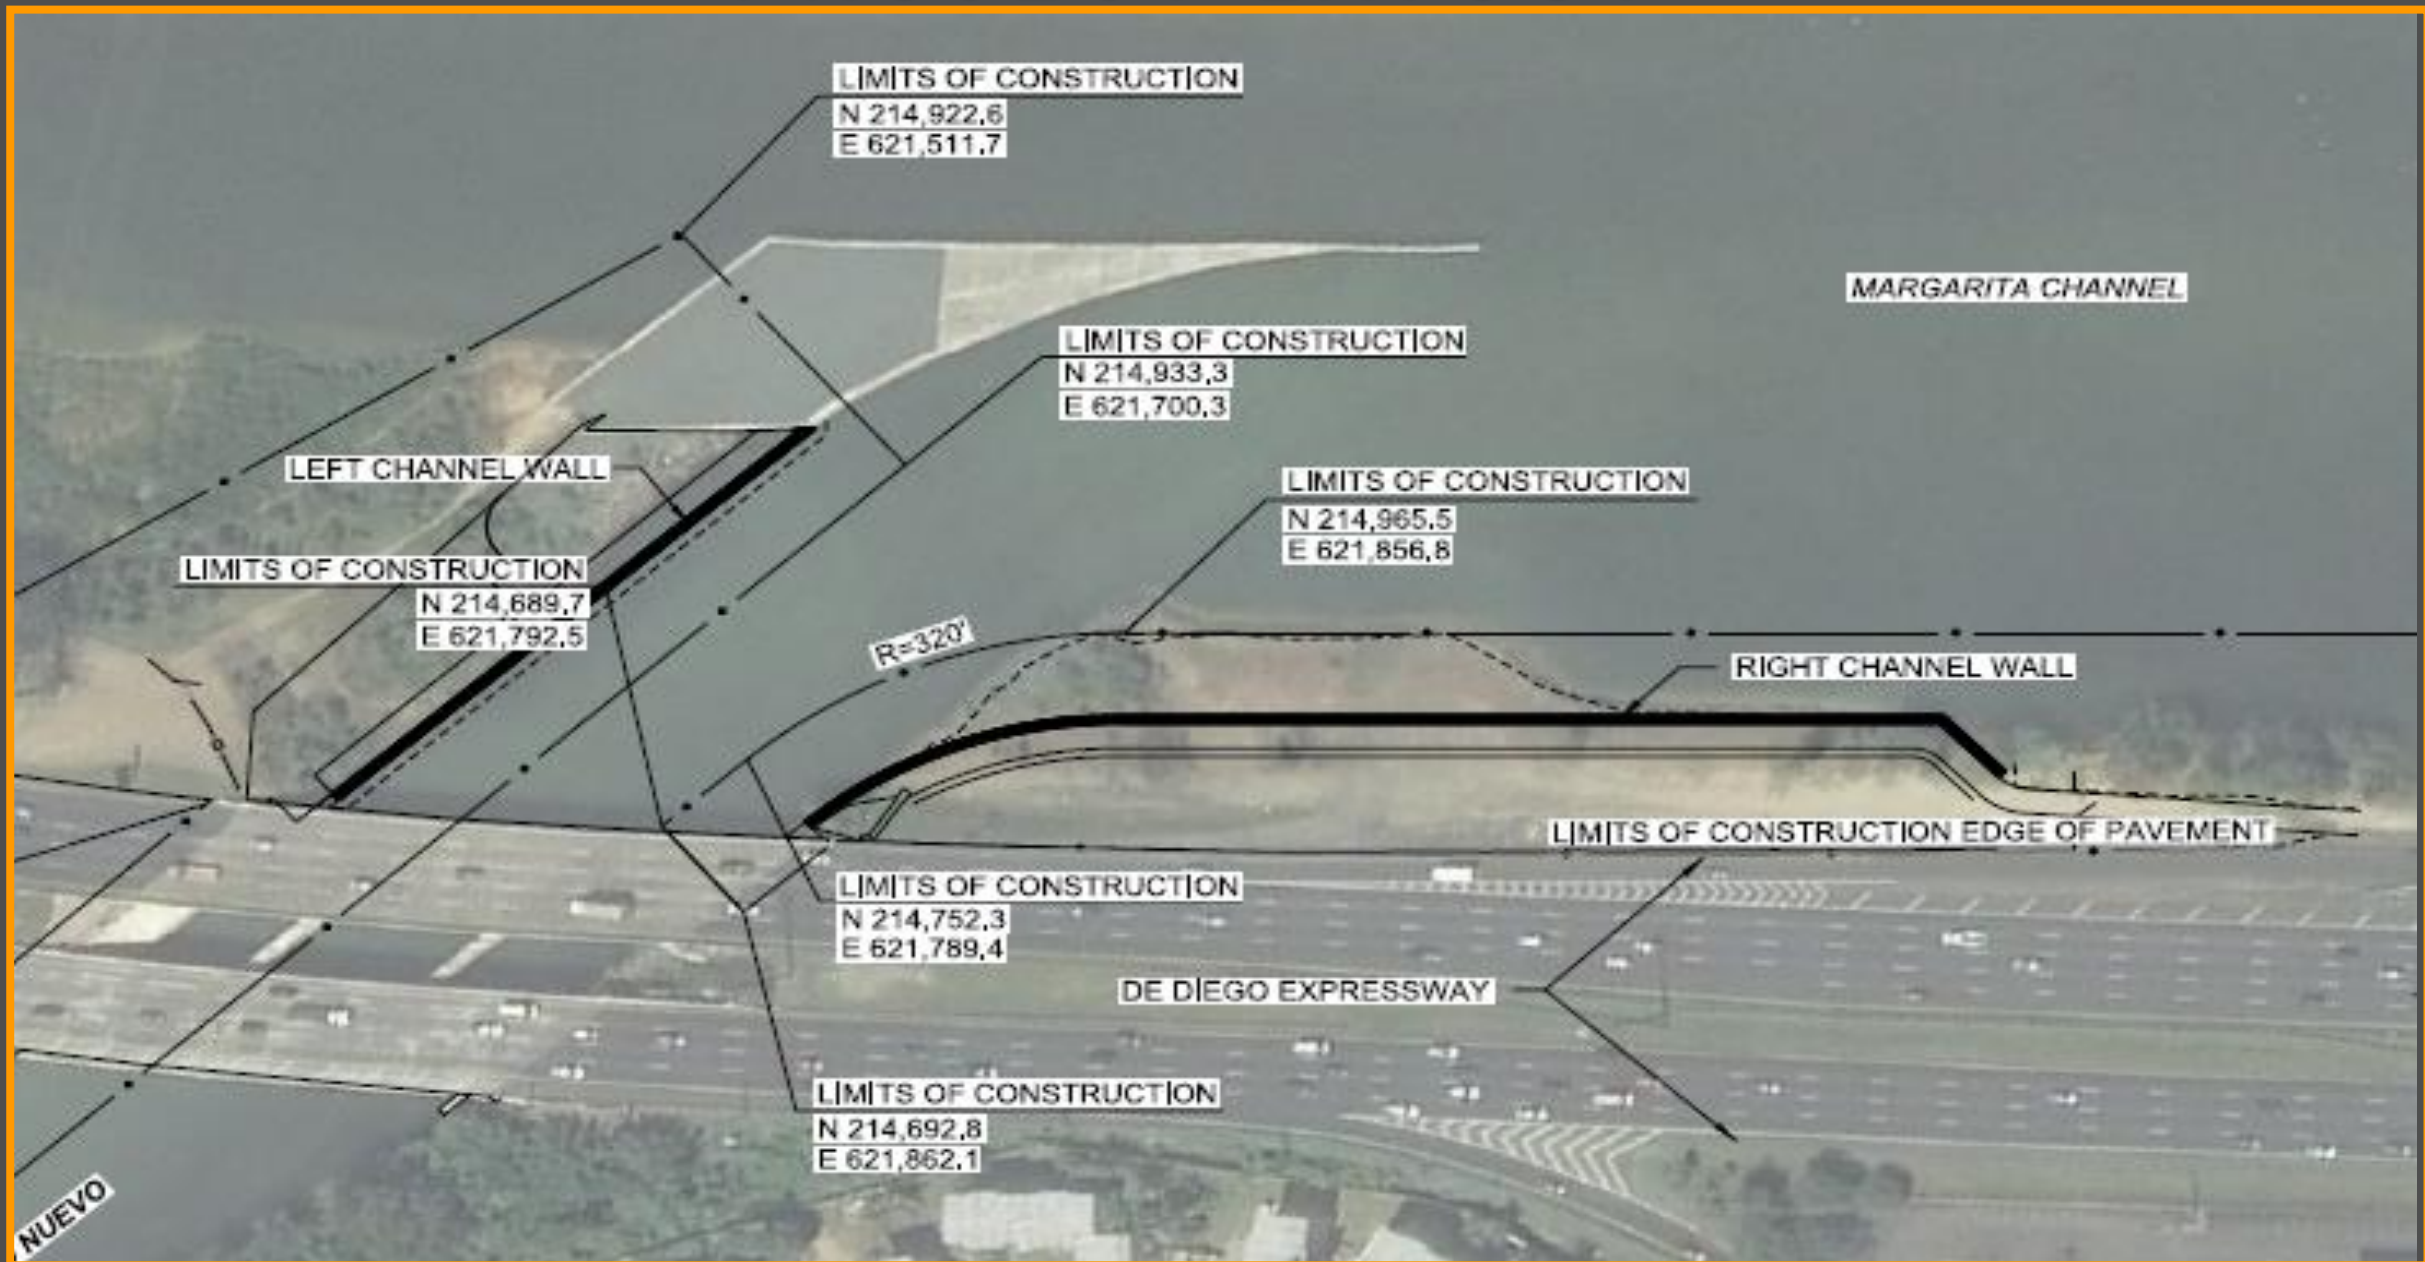 LIMITS OF CONSTRUCTION
N 214,922.6
E 621,511.7
MARGARITA CHANNEL
LIMITS OF CONSTRUCTION
N 214,933.3
E 621,700.3
LEFT CHANNEL WALL
LIMITS OF CONSTRUCTION
N 214,965.5
E 621,856.8
LIMITS OF CONSTRUCTION
N 214,689.7
E 621,792.5
R=320'
RIGHT CHANNEL WALL
LIMITS OF CONSTRUCTION EDGE OF PAVEMENT
LIMITS OF CONSTRUCTION
N 214,752.3
E 621,789.4
DE DIEGO EXPRESSWAY
LIMITS OF CONSTRUCTION
N 214,692.8
E 621,862.1
NUEVO